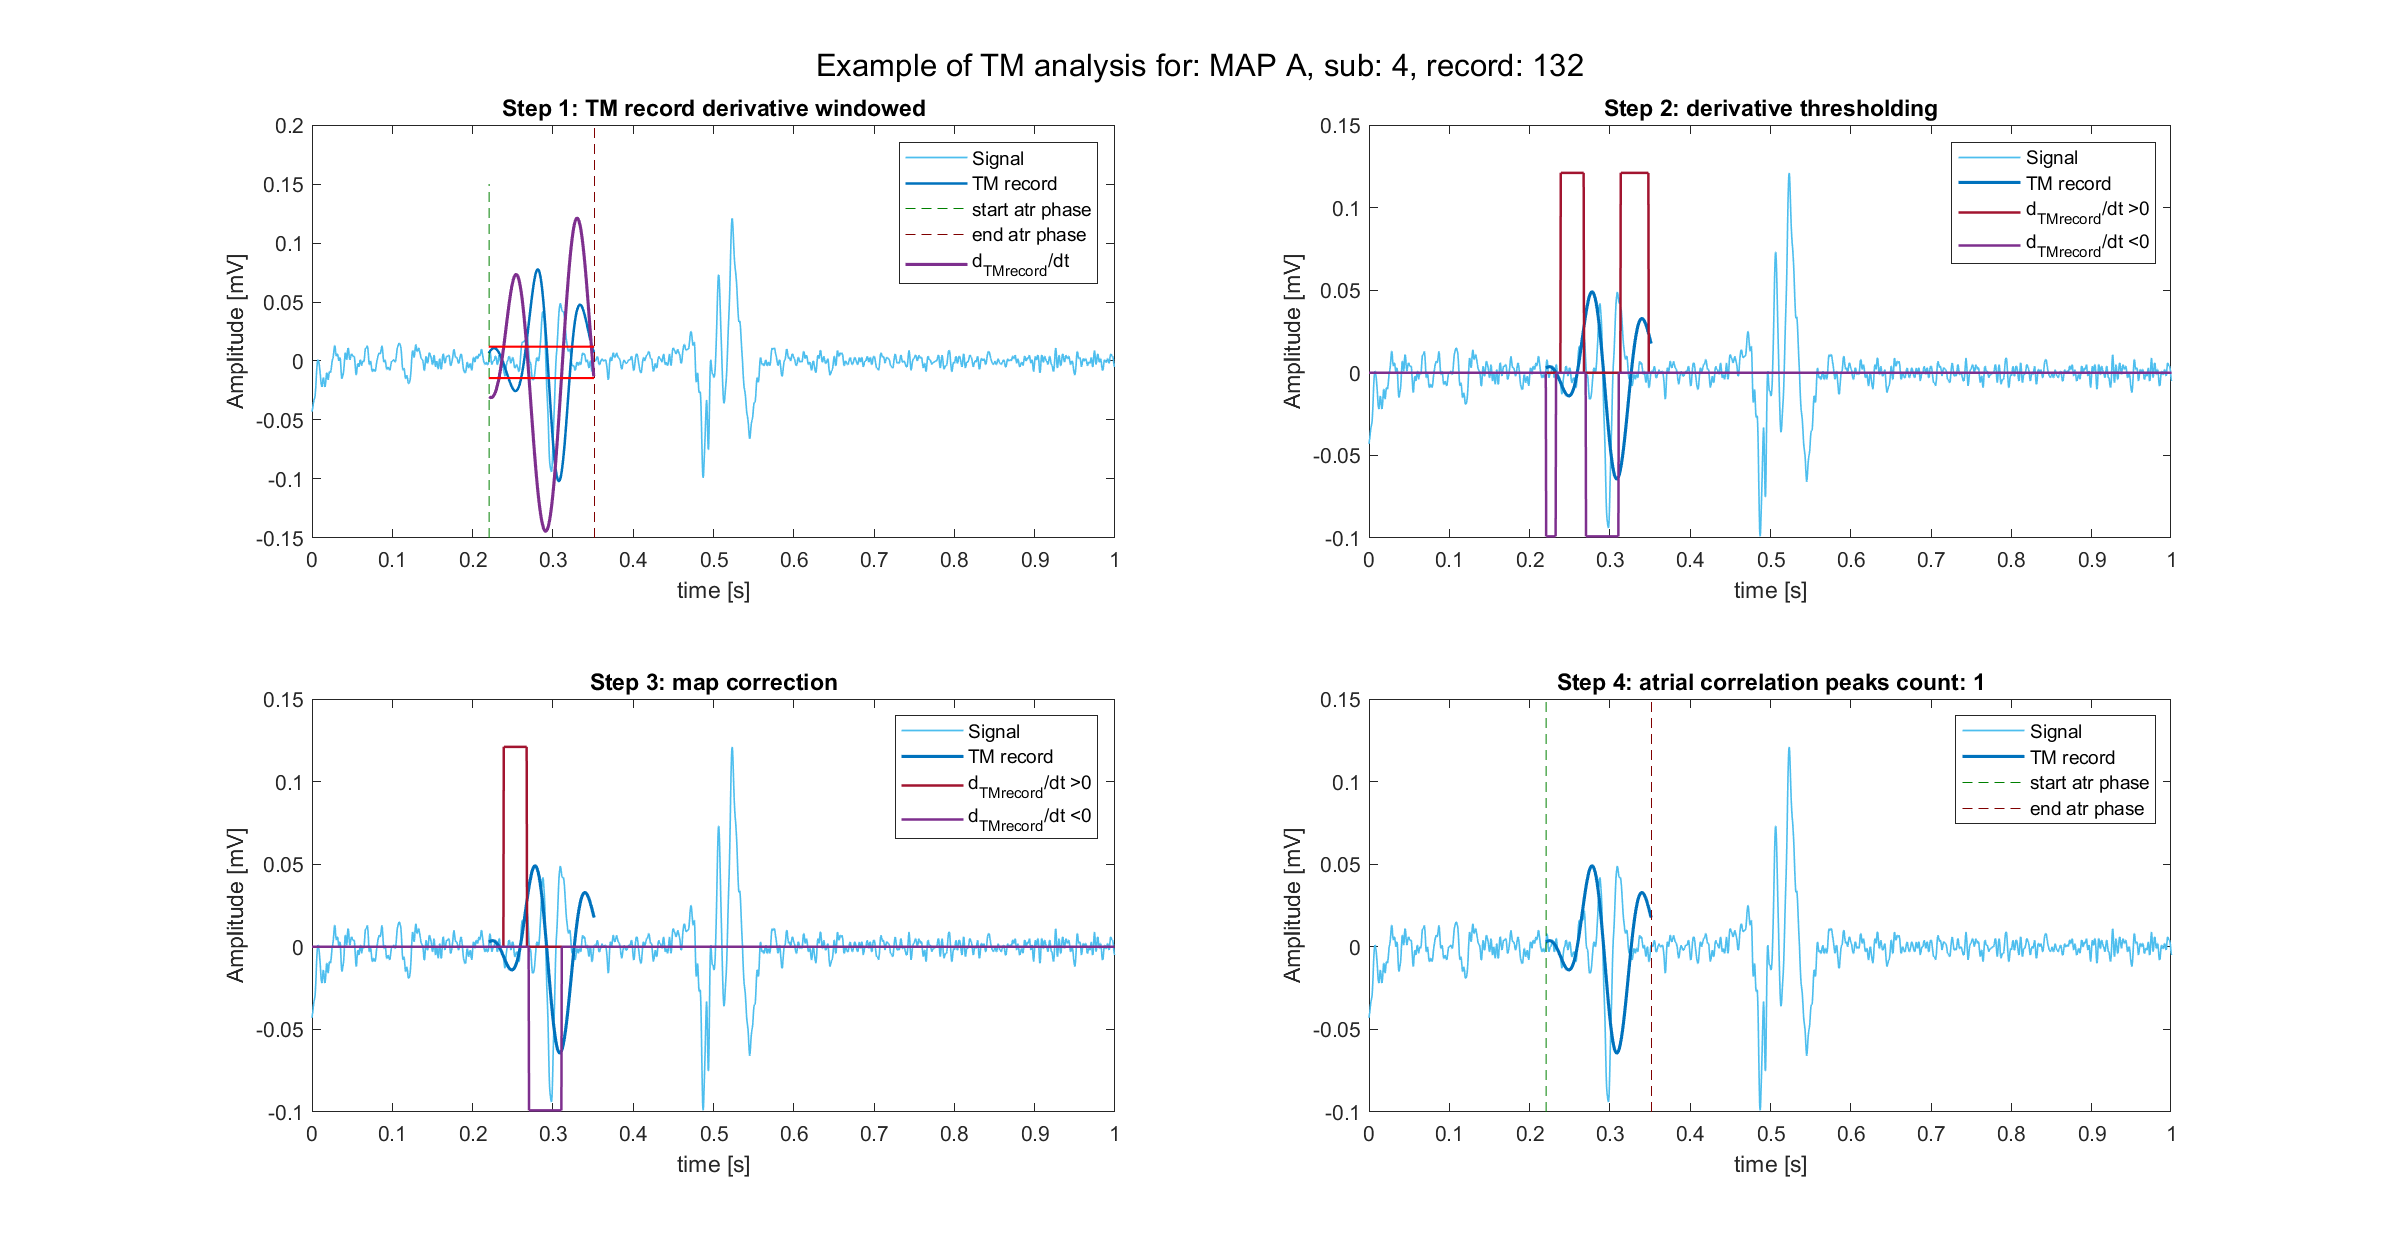 Example of TM analysis for: MAP A, sub: 4, record: 132
Step 1: TM record derivative windowed
0.2
0.15
0.1
0.05
0
-0.05
-0.1
-0.15
Amplitude [mV]
0 0.1 0.2 0.3 0.4 0.5 0.6 0.7 0.8 0.9 1
time [s]
Signal
TM record
start atr phase
end atr phase
dTMrecord/dt
Step 2: derivative thresholding
0.15
0.1
0.05
0
-0.05
-0.1
Amplitude [mV]
0 0.1 0.2 0.3 0.4 0.5 0.6 0.7 0.8 0.9 1
time [s]
Signal
TM record
dTMrecord/dt >0
dTMrecord/dt <0
Step 3: map correction
0.15
0.1
0.05
0
-0.05
-0.1
Amplitude [mV]
0 0.1 0.2 0.3 0.4 0.5 0.6 0.7 0.8 0.9 1
time [s]
Signal
TM record
dTMrecord/dt >0
dTMrecord/dt <0
Step 4: atrial correlation peaks count: 1
0.15
0.1
0.05
0
-0.05
-0.1
Amplitude [mV]
0 0.1 0.2 0.3 0.4 0.5 0.6 0.7 0.8 0.9 1
time [s]
Signal
TM record
start atr phase
end atr phase